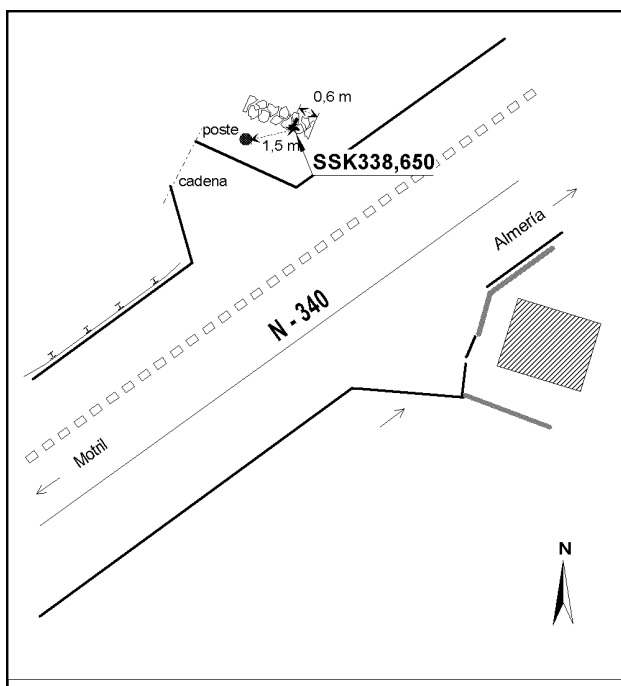 0,6 m
poste
1,5 m
SSK338,650
cadena
Almería
N - 340
Motril
N